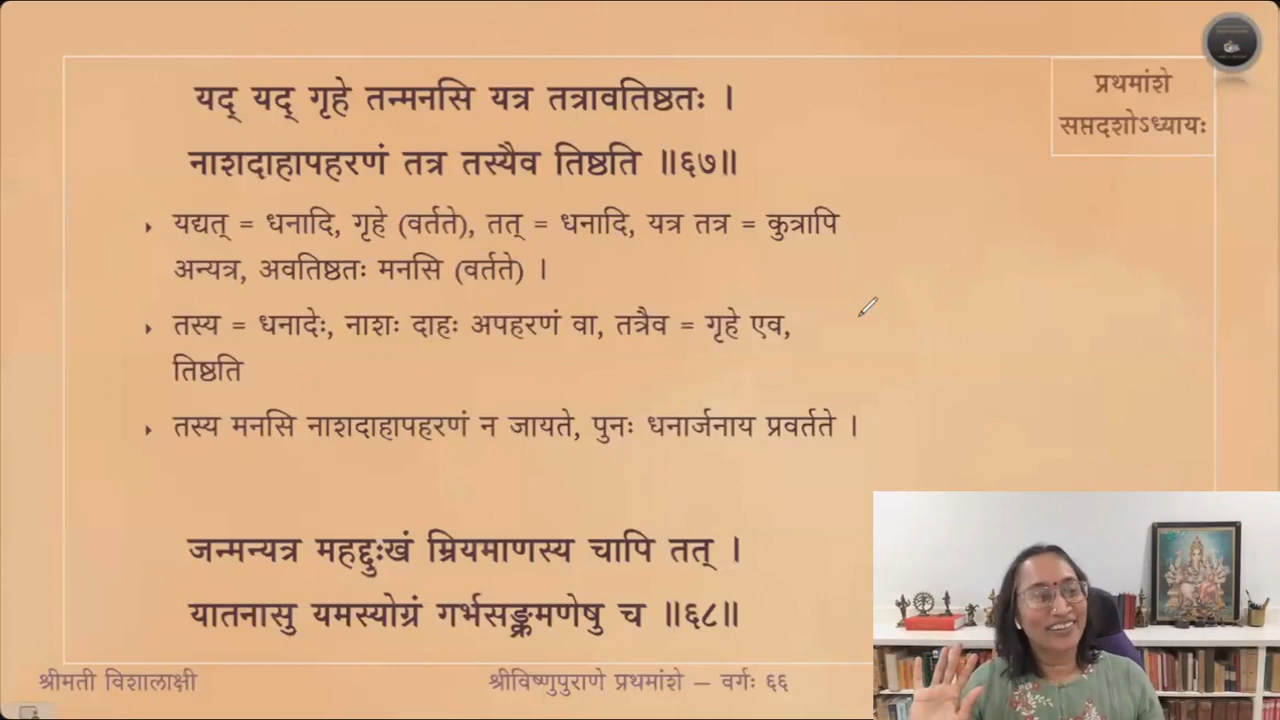 यद् यद् गृहे तन्मनसि यत्र तत्रावतिष्ठतः ।
नाशदाहापहरणं तत्र तस्यैव तिष्ठति ॥६७॥
प्रथमांशे
सप्तदशोऽध्यायः
यद्यत् = धनादि, गृहे (वर्तते), तत् = धनादि, यत्र तत्र = कुत्रापि
अन्यत्र, अवतिष्ठतः मनसि (वर्तते) ।
तस्य = धनादेः, नाशः दाहः अपहरणं वा, तत्रैव = गृहे एव,
तिष्ठति
तस्य मनसि नाशदाहापहरणं न जायते, पुनः धनार्जनाय प्रवर्तते ।
जन्मन्यत्र महद्दुःखं म्रियमाणस्य चापि तत् ।
यातनासु यमस्योग्रं गर्भसङ्क्रमणेषु च ॥६८॥
श्रीमती विशालाक्षी
श्रीविष्णुपुराणे प्रथमांशे – वर्गः ६६